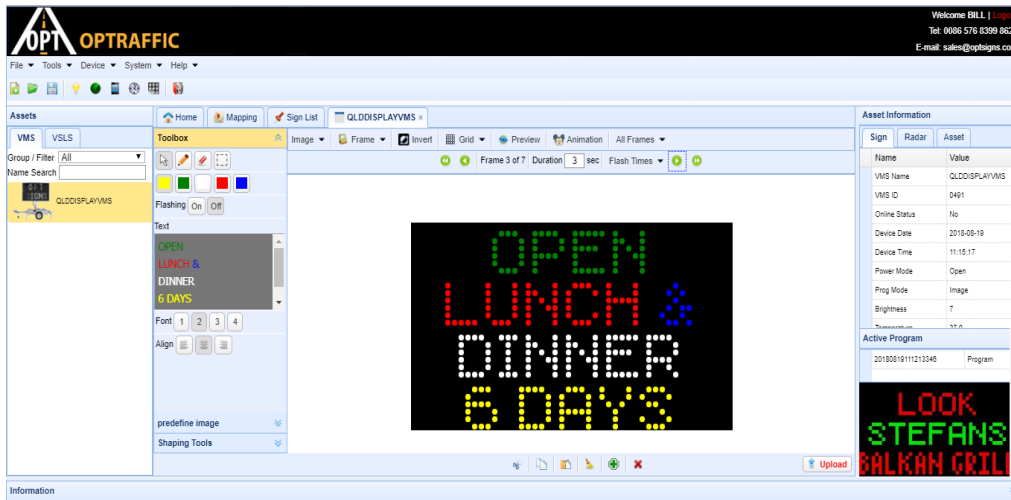 OPT OPTRAFFIC
Welcome BILL | Logo
Tel: 0086 576 8399 862
E-mail: sales@optsigns.co
File Tools Device System Help
Assets
VMS VSLS
Group / Filter All
Name Search
OPT
SIGNS
QLDDISPLAYVMS
Home Mapping Sign List QLDDISPLAYVMS ×
Toolbox
Image Frame Invert Grid Preview Animation All Frames
Frame 3 of 7 Duration 3 sec Flash Times
Flashing On Off
Text
OPEN
LUNCH &
DINNER
6 DAYS
Font 1 2 3 4
Align
predefine image
Shaping Tools
OPEN
LUNCH &
DINNER
6 DAYS
Upload
Asset Information
Sign Radar Asset
Name Value
VMS Name QLDDISPLAYVMS
VMS ID 0491
Online Status No
Device Date 2018-08-19
Device Time 11:15:17
Power Mode Open
Prog Mode Image
Brightness 7
Temperature 27.0
Active Program
20180819111213346 Program
LOOK
STEFANS
BALKAN GRILL
Information